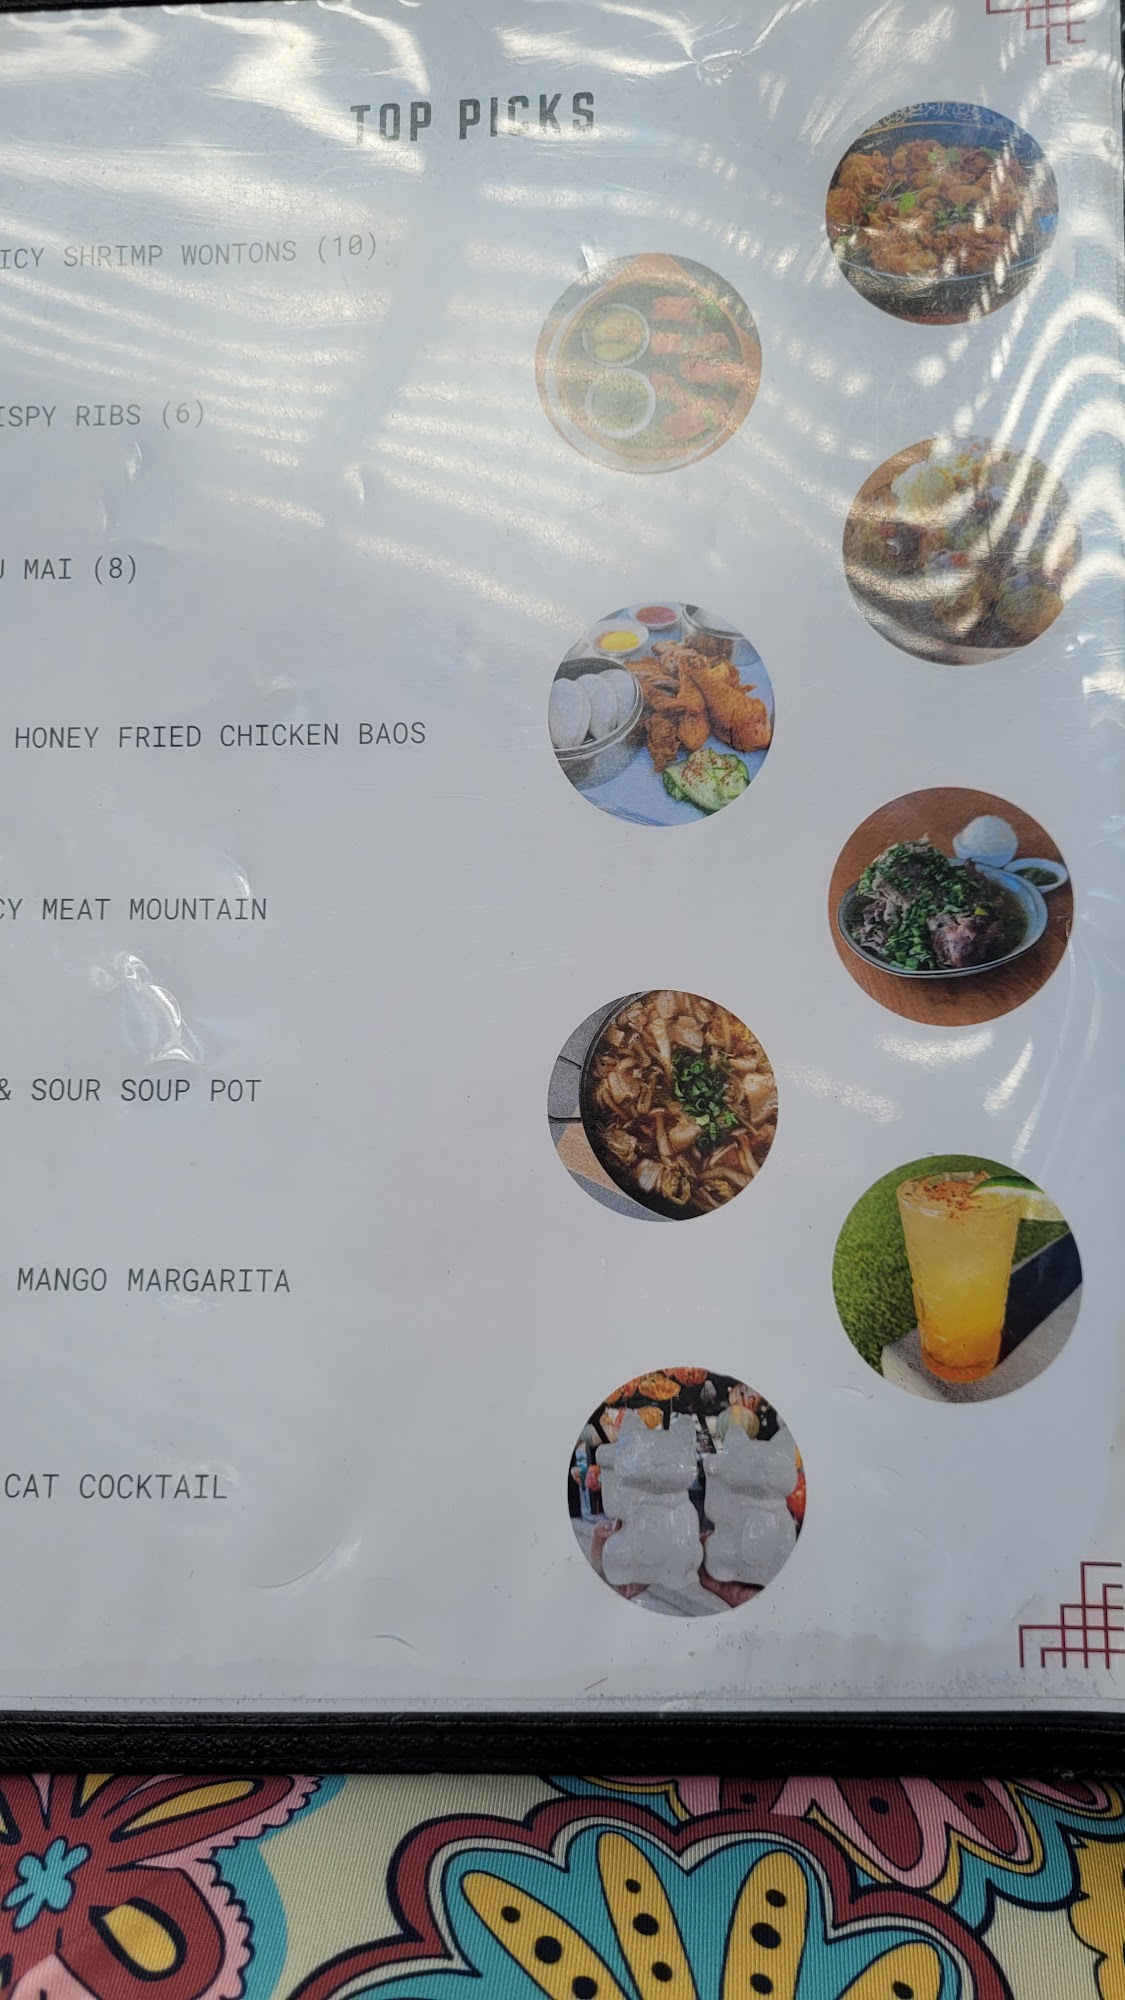 TOP PICKS
ICY SHRIMP WONTONS (10)
ISPY RIBS (6)
U MAI (8)
HONEY FRIED CHICKEN BAOS
CY MEAT MOUNTAIN
& SOUR SOUP POT
MANGO MARGARITA
CAT COCKTAIL